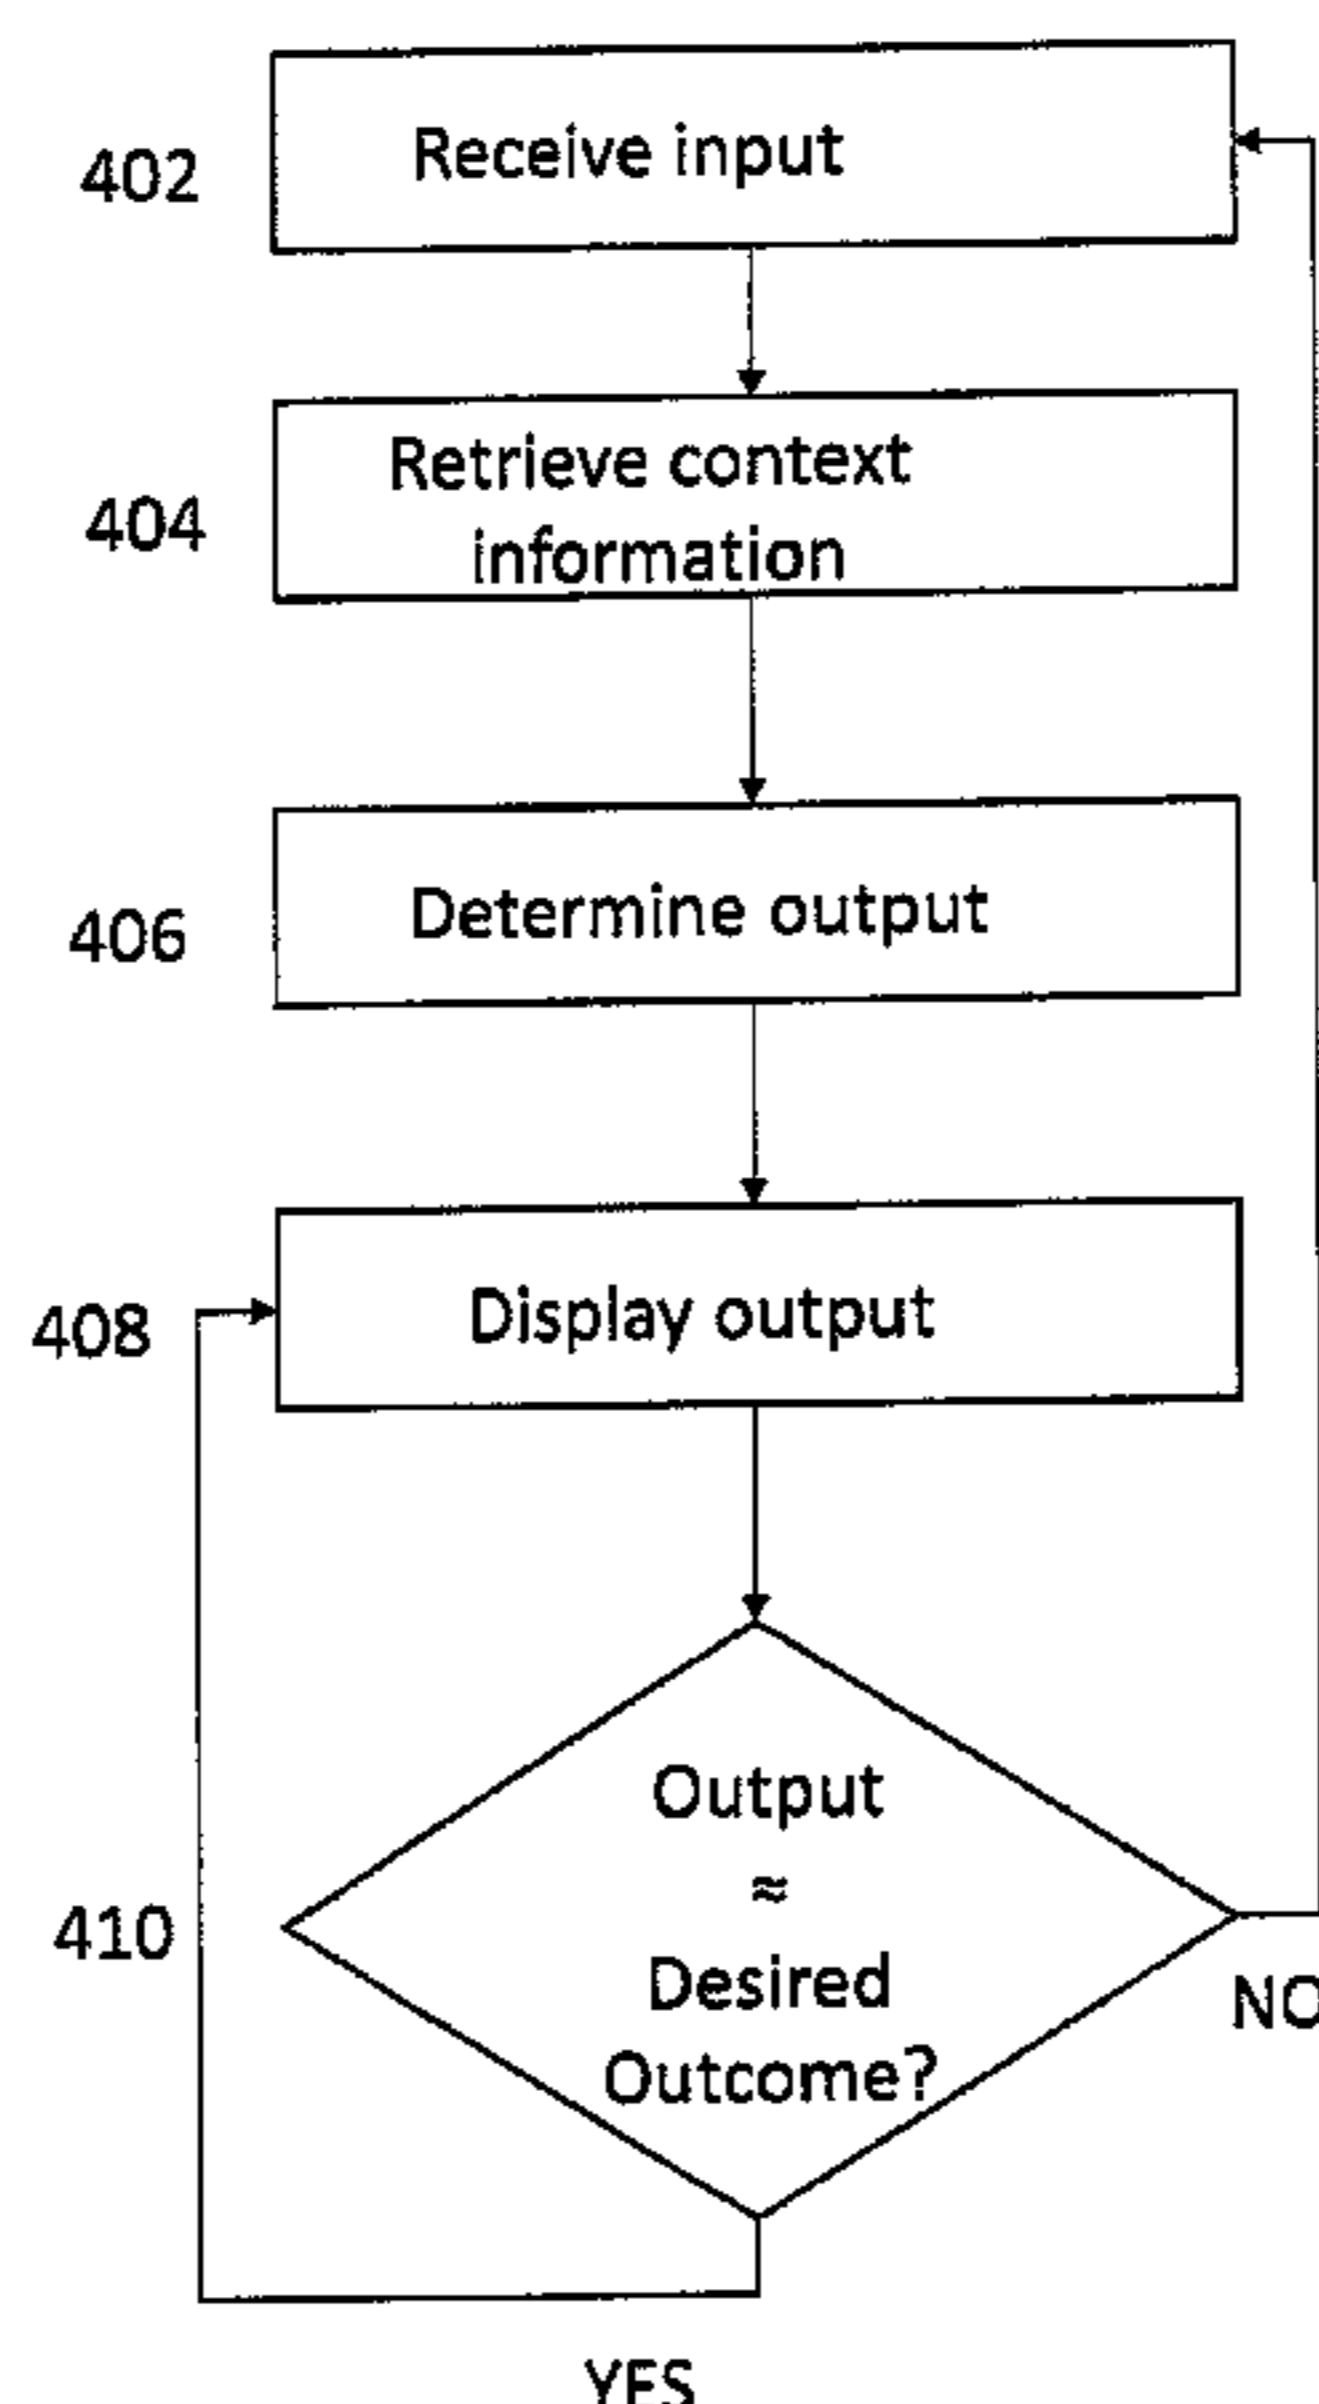 402
Receive input
404
Retrieve context
information
406
Determine output
408
Display output
410
Output
≈
Desired
Outcome?
NO
YES